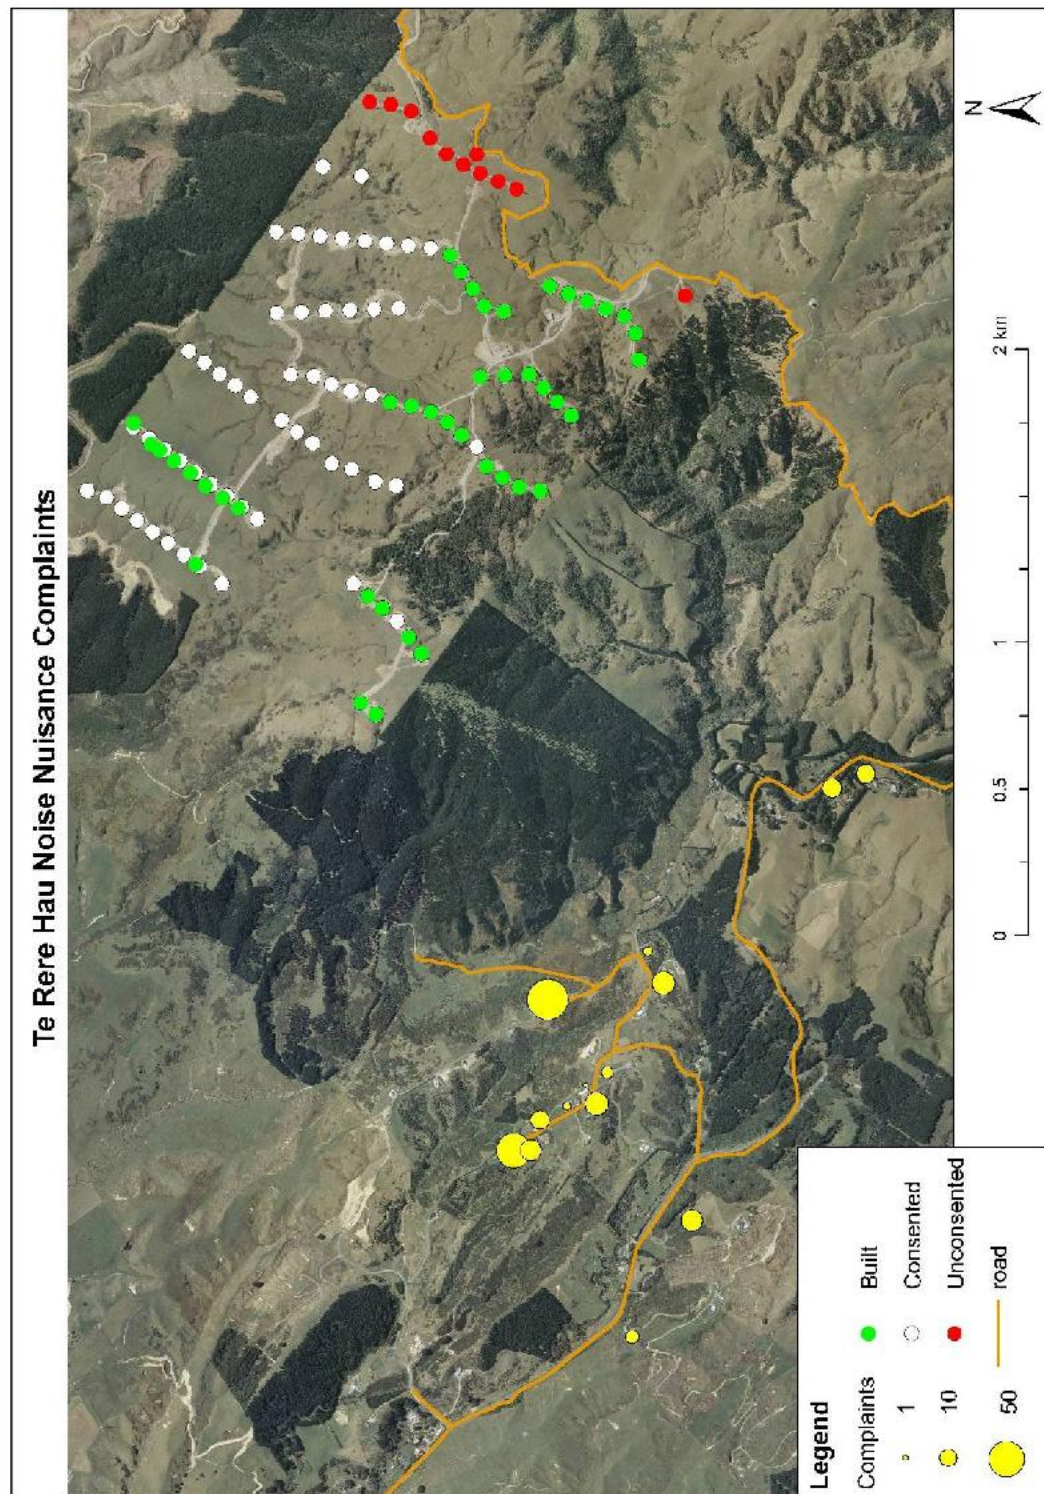 Te Rere Hau Noise Nuisance Complaints
N
0 0.5 1 2 km
Legend
Complaints
1
10
50
Built
Consented
Unconsented
road